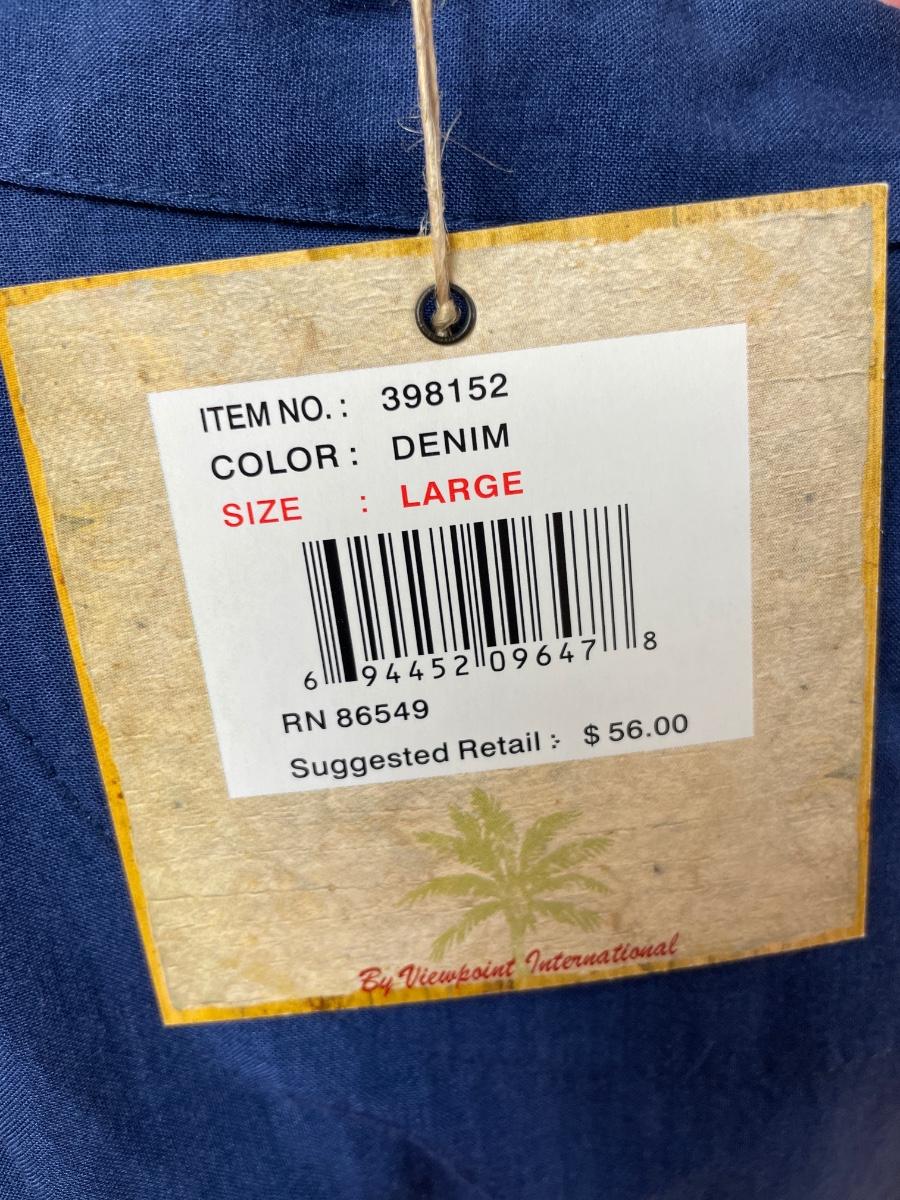 ITEM NO. : 398152
COLOR : DENIM
SIZE : LARGE
6 94452 09647 8
RN 86549
Suggested Retail : $ 56.00
By Viewpoint International